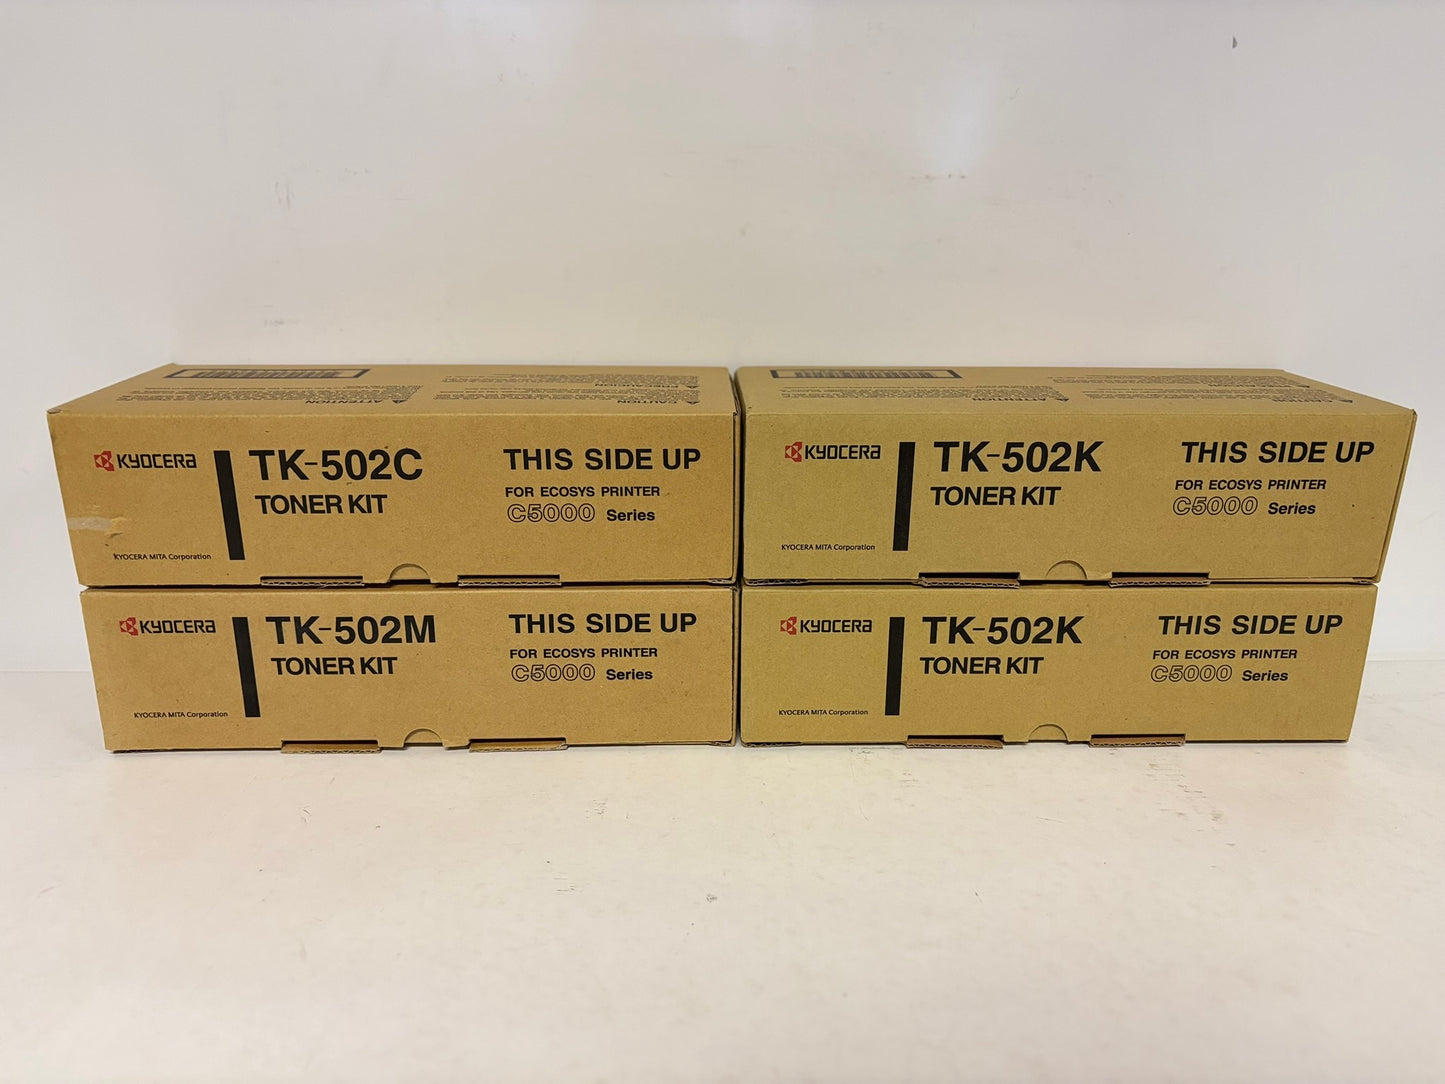 ATTENTION
CAUTION
KYOCERA
TK-502C
TONER KIT
THIS SIDE UP
FOR ECOSYS PRINTER
C5000 Series
KYOCERA MITA Corporation
ATTENTION
KYOCERA
TK-502K
TONER KIT
THIS SIDE UP
FOR ECOSYS PRINTER
C5000 Series
KYOCERA MITA Corporation
KYOCERA
TK-502M
TONER KIT
THIS SIDE UP
FOR ECOSYS PRINTER
C5000 Series
KYOCERA MITA Corporation
KYOCERA
TK-502K
TONER KIT
THIS SIDE UP
FOR ECOSYS PRINTER
C5000 Series
KYOCERA MITA Corporation